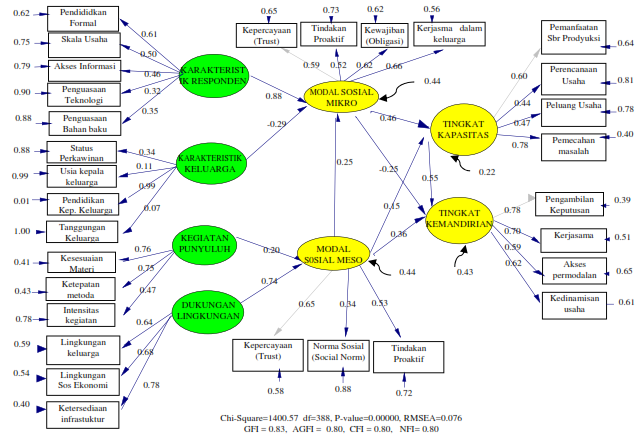 0.62
Pendididkan
Formal
0.75
Skala Usaha
0.79
Akses Informasi
0.90
Penguasaan
Teknologi
0.88
Penguasaan
Bahan baku
0.88
Status
Perkawinan
0.99
Usia kepala
keluarga
0.01
Pendidikan
Kep. Keluarga
1.00
Tanggungan
Keluarga
0.41
Kesesuaian
Materi
0.43
Ketepatan
metoda
0.78
Intensitas
kegiatan
0.59
Lingkungan
keluarga
0.54
Lingkungan
Sos Ekonomi
0.40
Ketersediaan
infrastuktur
0.61
0.50
0.46
0.32
0.35
0.34
0.11
0.99
0.07
0.76
0.75
0.47
0.64
0.68
0.78
KARAKTERIST
IK RESPONDEN
KARAKTERISTIK
KELUARGA
KEGIATAN
PUNYULUH
DUKUNGAN
LINGKUNGAN
0.88
-0.29
0.20
0.74
0.65
0.73
0.62
0.56
Kepercayaan
(Trust)
Tindakan
Proaktif
Kewajiban
(Obligasi)
Kerjasma dalam
keluarga
0.59
0.52
0.62
0.66
MODAL SOSIAL
MIKRO
0.44
0.25
0.46
-0.25
0.15
0.36
0.55
MODAL
SOSIAL MESO
0.44
0.65
0.34
0.53
Kepercayaan
(Trust)
Norma Sosial
(Social Norm)
Tindakan
Proaktif
0.58
0.88
0.72
TINGKAT
KAPASITAS
0.22
TINGKAT
KEMANDIRIAN
0.43
0.60
0.44
0.47
0.78
Pemanfaatan
Sbr Prodyuksi
0.64
Perencanaan
Usaha
0.81
Peluang Usaha
0.78
Pemecahan
masalah
0.40
0.78
0.70
0.59
0.62
Pengambilan
Keputusan
0.39
Kerjasama
0.51
Akses
permodalan
0.65
Kedinamisan
usaha
0.61
Chi-Square=1400.57 df=388, P-value=0.00000, RMSEA=0.076
GFI = 0.83, AGFI = 0.80, CFI = 0.80, NFI= 0.80